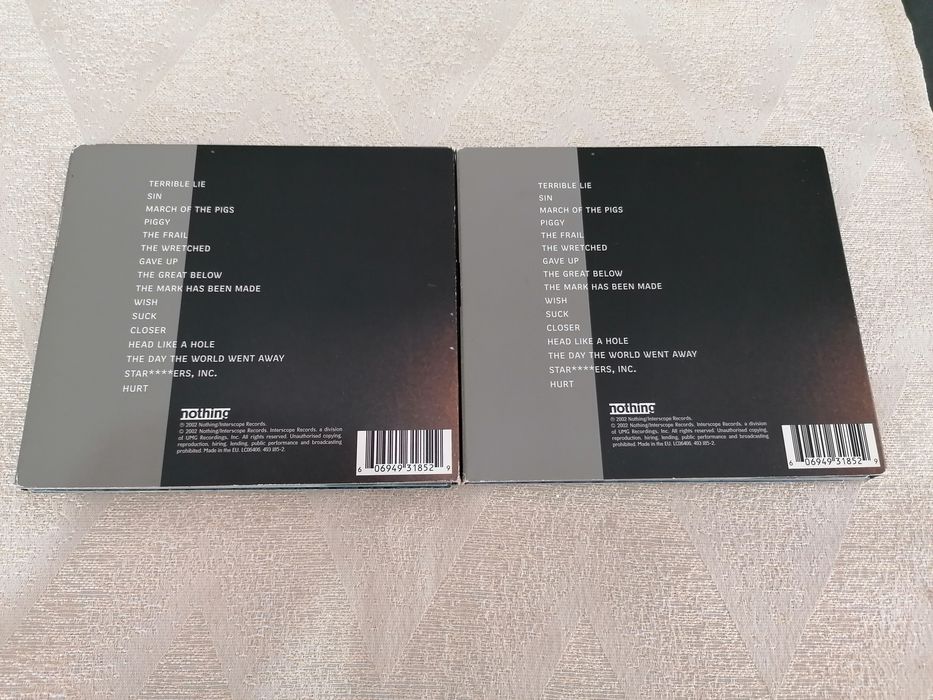 TERRIBLE LIE
SIN
MARCH OF THE PIGS
PIGGY
THE FRAIL
THE WRETCHED
GAVE UP
THE GREAT BELOW
THE MARK HAS BEEN MADE
WISH
SUCK
CLOSER
HEAD LIKE A HOLE
THE DAY THE WORLD WENT AWAY
STAR****ERS, INC.
HURT
nothing
℗ 2002 Nothing/Interscope Records.
© 2002 Nothing/Interscope Records. Interscope Records, a division
of UMG Recordings, Inc. All rights reserved. Unauthorised copying,
reproduction, hiring, lending, public performance and broadcasting
prohibited. Made in the EU. LC06406. 493 185-2.
6 06949 31852 9
TERRIBLE LIE
SIN
MARCH OF THE PIGS
PIGGY
THE FRAIL
THE WRETCHED
GAVE UP
THE GREAT BELOW
THE MARK HAS BEEN MADE
WISH
SUCK
CLOSER
HEAD LIKE A HOLE
THE DAY THE WORLD WENT AWAY
STAR****ERS, INC.
HURT
nothing
℗ 2002 Nothing/Interscope Records.
© 2002 Nothing/Interscope Records. Interscope Records, a division
of UMG Recordings, Inc. All rights reserved. Unauthorised copying,
reproduction, hiring, lending, public performance and broadcasting
prohibited. Made in the EU. LC06406. 493 185-2.
6 06949 31852 9